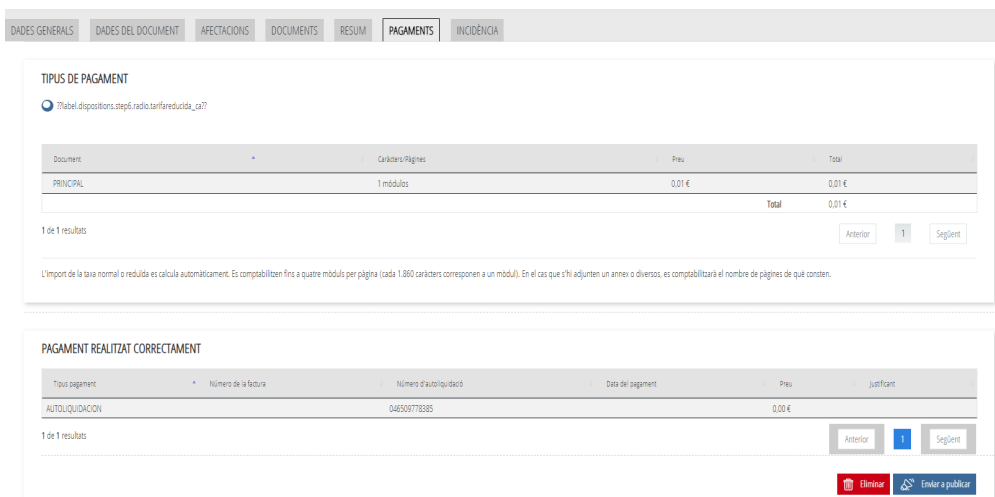 DADES GENERALS DADES DEL DOCUMENT AFECTACIONS DOCUMENTS RESUM PAGAMENTS INCIDÈNCIA
TIPUS DE PAGAMENT
??label.dispositions.step6.radio.tarifareducida_ca??
Document Caràcters/Pàgines Preu Total
PRINCIPAL 1 módulos 0,01 € 0,01 €
Total 0,01 €
1 de 1 resultats Anterior 1 Següent
L'import de la taxa normal o reduïda es calcula automàticament. Es comptabilitzen fins a quatre mòduls per pàgina (cada 1.860 caràcters corresponen a un mòdul). En el cas que s'hi adjunten un annex o diversos, es comptabilitzarà el nombre de pàgines de què consten.
PAGAMENT REALITZAT CORRECTAMENT
Tipus pagament Número de la factura Número d'autoliquidació Data del pagament Preu Justificant
AUTOLIQUIDACION 046509778385 0,00 €
1 de 1 resultats Anterior 1 Següent
Eliminar Enviar a publicar